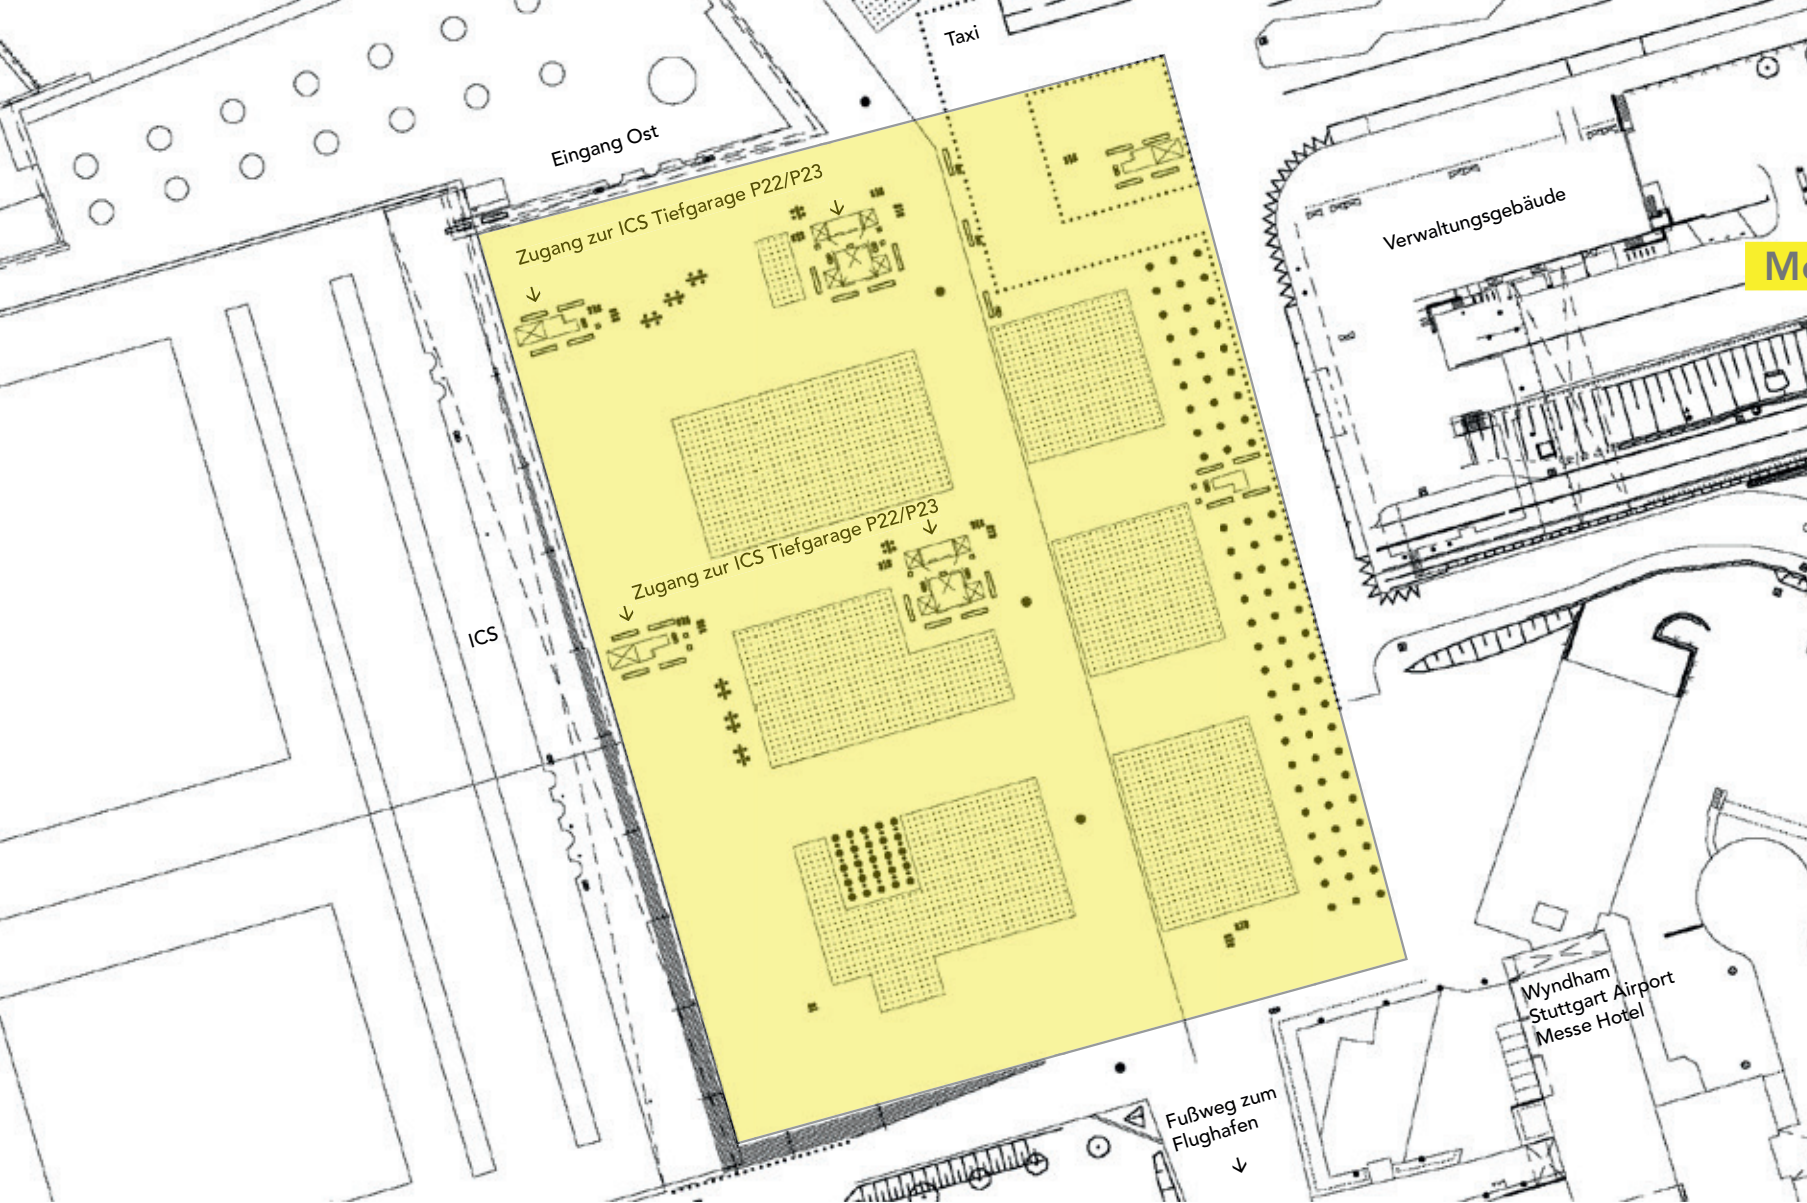 Taxi
Eingang Ost
Zugang zur ICS Tiefgarage P22/P23
Verwaltungsgebäude
Zugang zur ICS Tiefgarage P22/P23
ICS
Wyndham
Stuttgart Airport
Messe Hotel
Fußweg zum
Flughafen